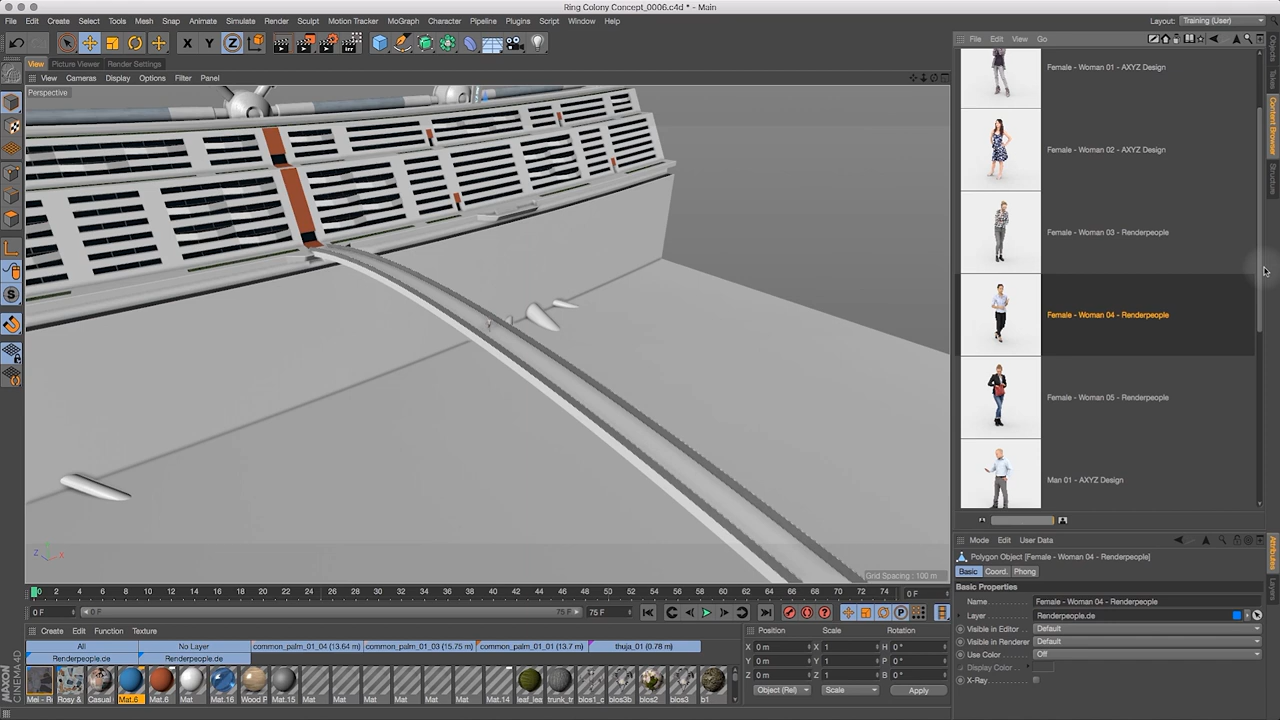 Ring Colony Concept_0006.c4d * - Main
File Edit Create Select Tools Mesh Snap Animate Simulate Render Sculpt Motion Tracker MoGraph Character Pipeline Plugins Script Window Help Layout: Training (User)
X Y Z
File Edit View Go
View Picture Viewer Render Settings
View Cameras Display Options Filter Panel
Perspective
Female - Woman 01 - AXYZ Design
Female - Woman 02 - AXYZ Design
Female - Woman 03 - Renderpeople
Female - Woman 04 - Renderpeople
Female - Woman 05 - Renderpeople
Man 01 - AXYZ Design
Objects
Takes
Content Browser
Structure
S
Z X
Grid Spacing : 100 m
Mode Edit User Data
Polygon Object [Female - Woman 04 - Renderpeople]
Basic Coord. Phong
Basic Properties
Name Female - Woman 04 - Renderpeople
Layer Renderpeople.de
Visible in Editor Default
Visible in Renderer Default
Use Color Off
Display Color
X-Ray
Attributes
Layers
0 2 4 6 8 10 12 14 16 18 20 22 24 26 28 30 32 34 36 38 40 42 44 46 48 50 52 54 56 58 60 62 64 66 68 70 72 74 0 F
0 F 0 F 75 F 75 F
Create Edit Function Texture
All No Layer common_palm_01_04 (13.64 m) common_palm_01_03 (15.75 m) common_palm_01_01 (13.7 m) thuja_01 (0.78 m)
Renderpeople.de Renderpeople.de
Mei - R Rosy & Casual Mat.6 Mat.6 Mat Mat.16 Wood P Mat.15 Mat Mat Mat Mat Mat.14 leaf_lea trunk_tr blos1_c blos3b blos2 blos3 b1
Position Scale Rotation
X 0 m X 1 H 0 °
Y 0 m Y 1 P 0 °
Z 0 m Z 1 B 0 °
Object (Rel) Scale Apply
MAXON
CINEMA 4D